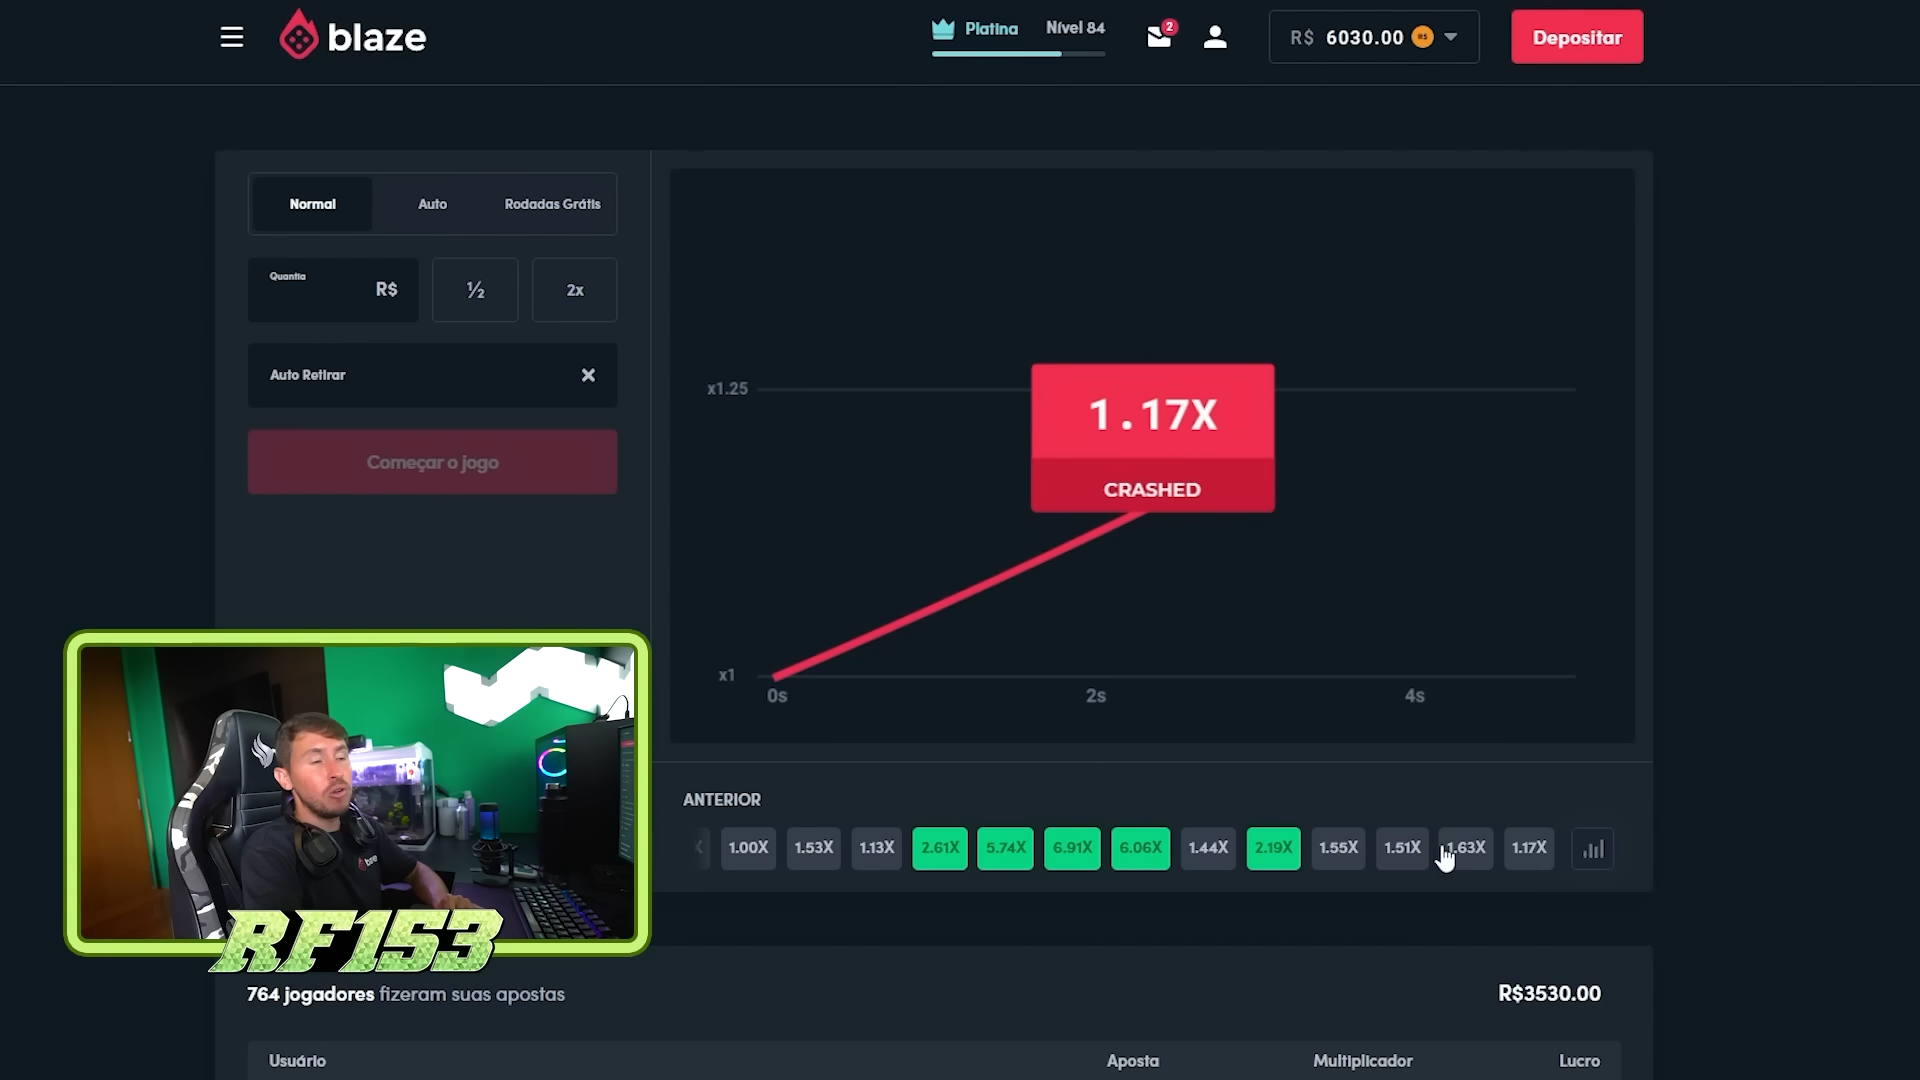 blaze
Platina Nível 84
2
R$ 6030.00 R$
Depositar
Normal Auto Rodadas Grátis
Quantia
R$ ½ 2x
Auto Retirar
Começar o jogo
x1.25
1.17X
CRASHED
x1
0s 2s 4s
ANTERIOR
1.00X 1.53X 1.13X 2.61X 5.74X 6.91X 6.06X 1.44X 2.19X 1.55X 1.51X 1.63X 1.17X
RF153
764 jogadores fizeram suas apostas R$3530.00
Usuário Aposta Multiplicador Lucro